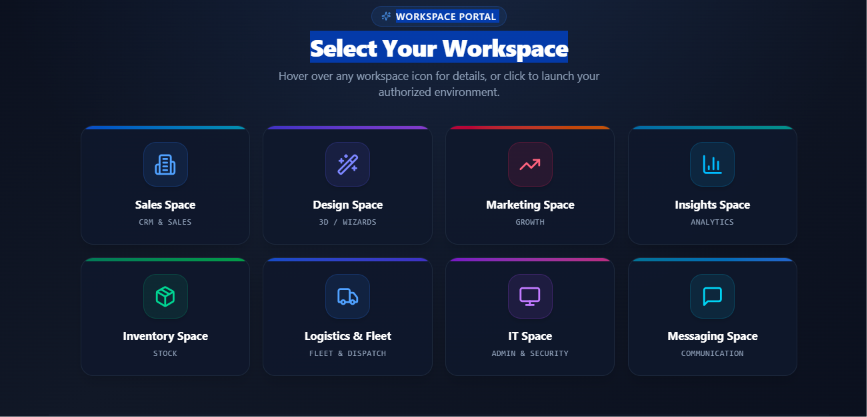 WORKSPACE PORTAL
Select Your Workspace
Hover over any workspace icon for details, or click to launch your
authorized environment.
Sales Space
CRM & SALES
Design Space
3D / WIZARDS
Marketing Space
GROWTH
Insights Space
ANALYTICS
Inventory Space
STOCK
Logistics & Fleet
FLEET & DISPATCH
IT Space
ADMIN & SECURITY
Messaging Space
COMMUNICATION